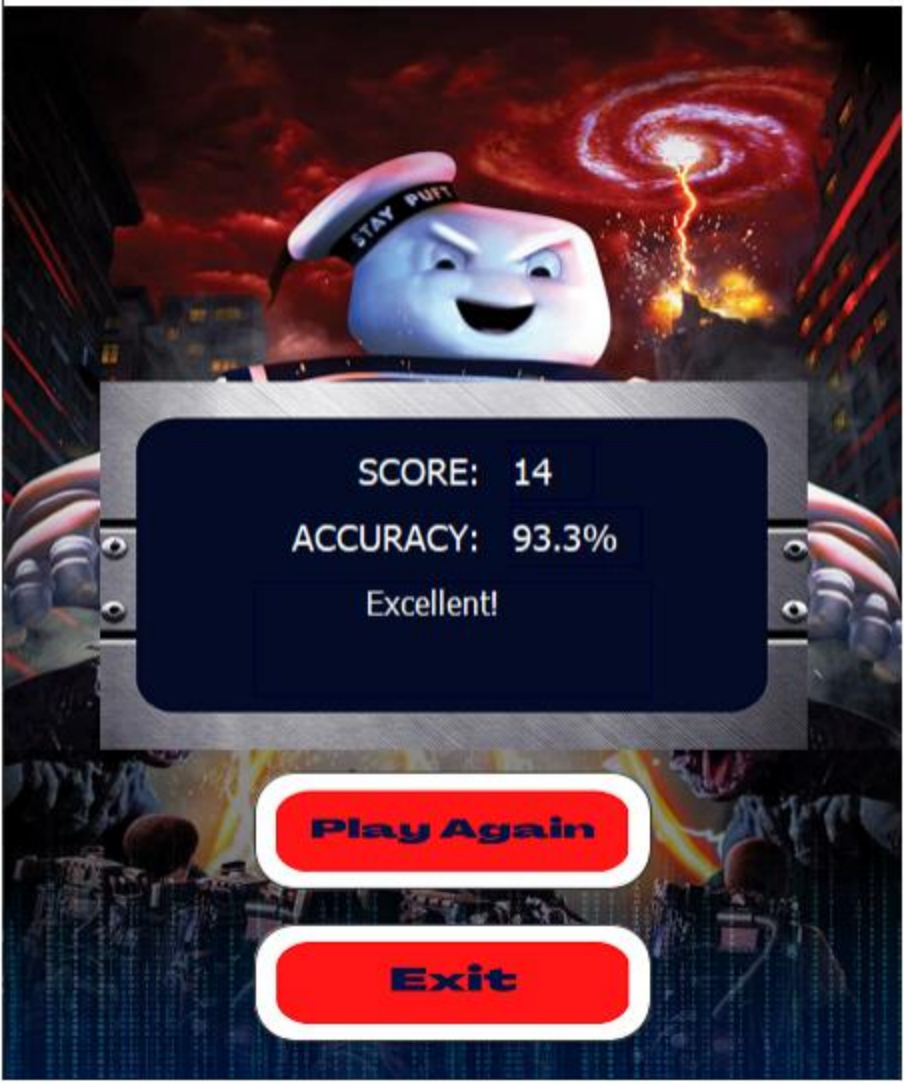 STAY PUFT
SCORE: 14
ACCURACY: 93.3%
Excellent!
Play Again
Exit